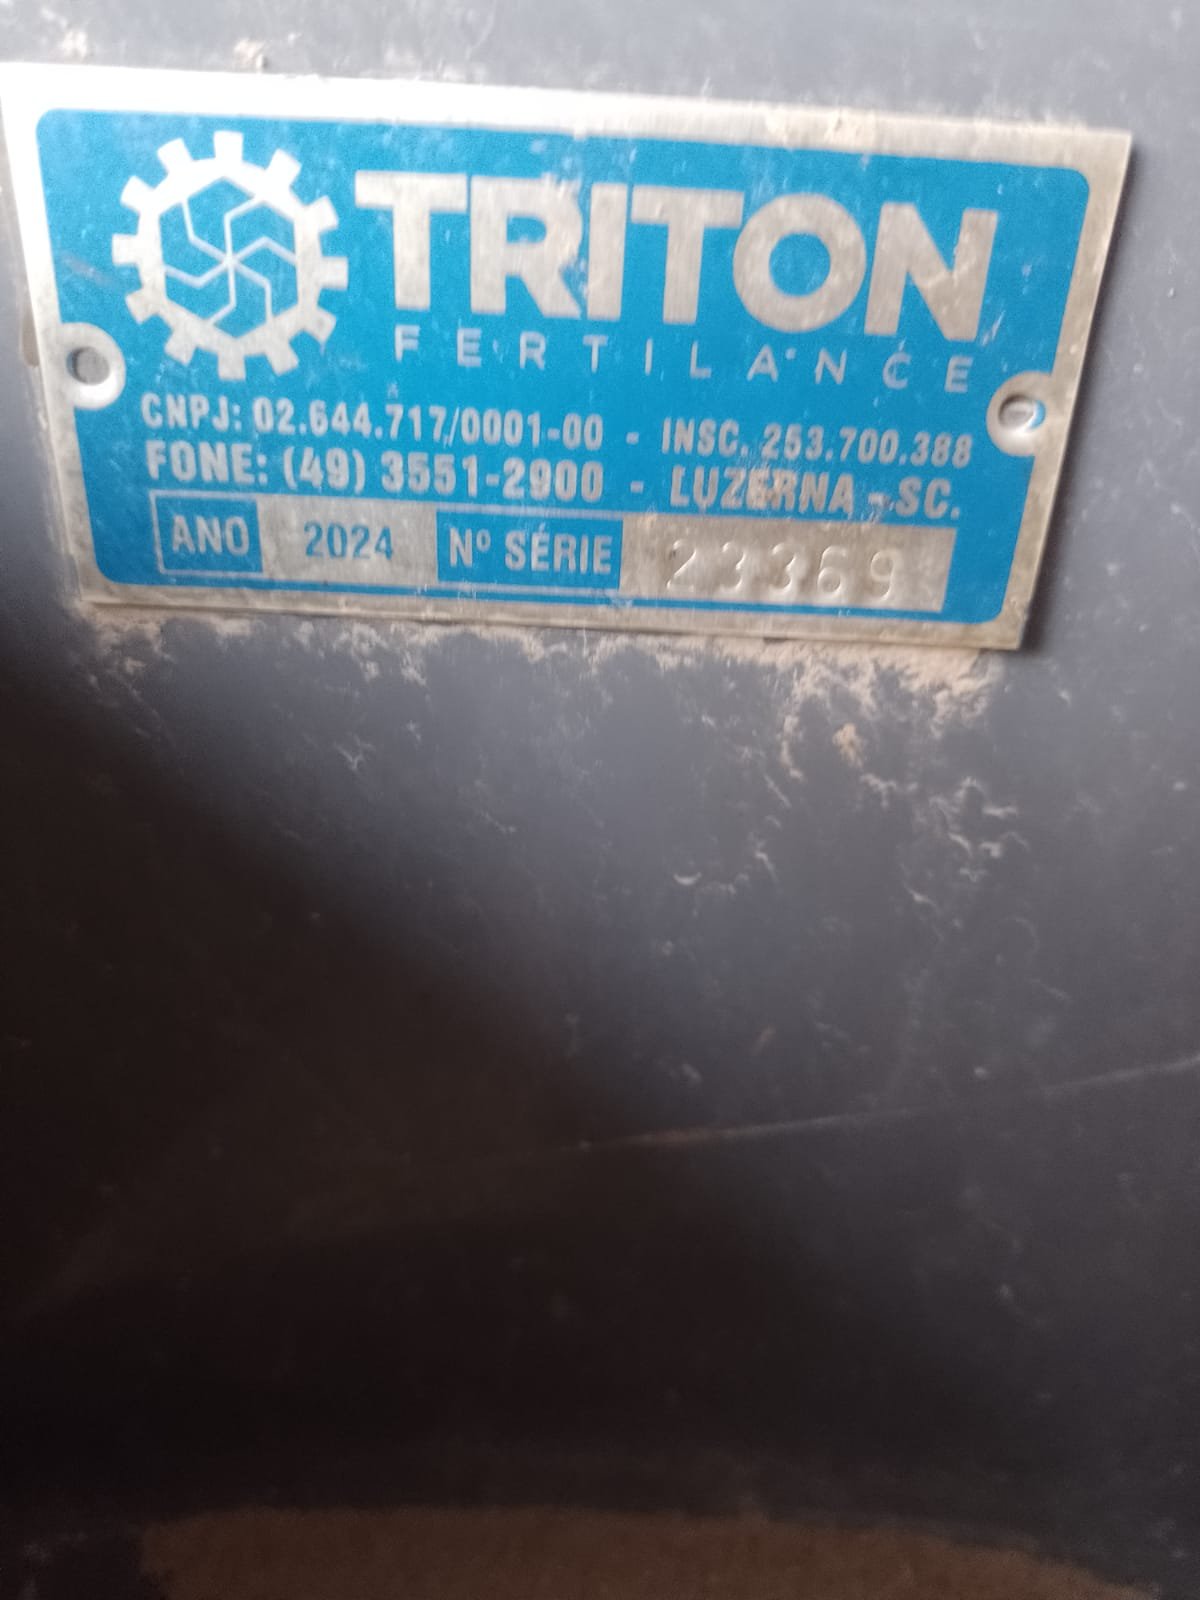 TRITON
FERTILANCE
CNPJ: 02.644.717/0001-00 - INSC. 253.700.388
FONE: (49) 3551-2900 - LUZERNA - SC.
ANO 2024 Nº SÉRIE 23369